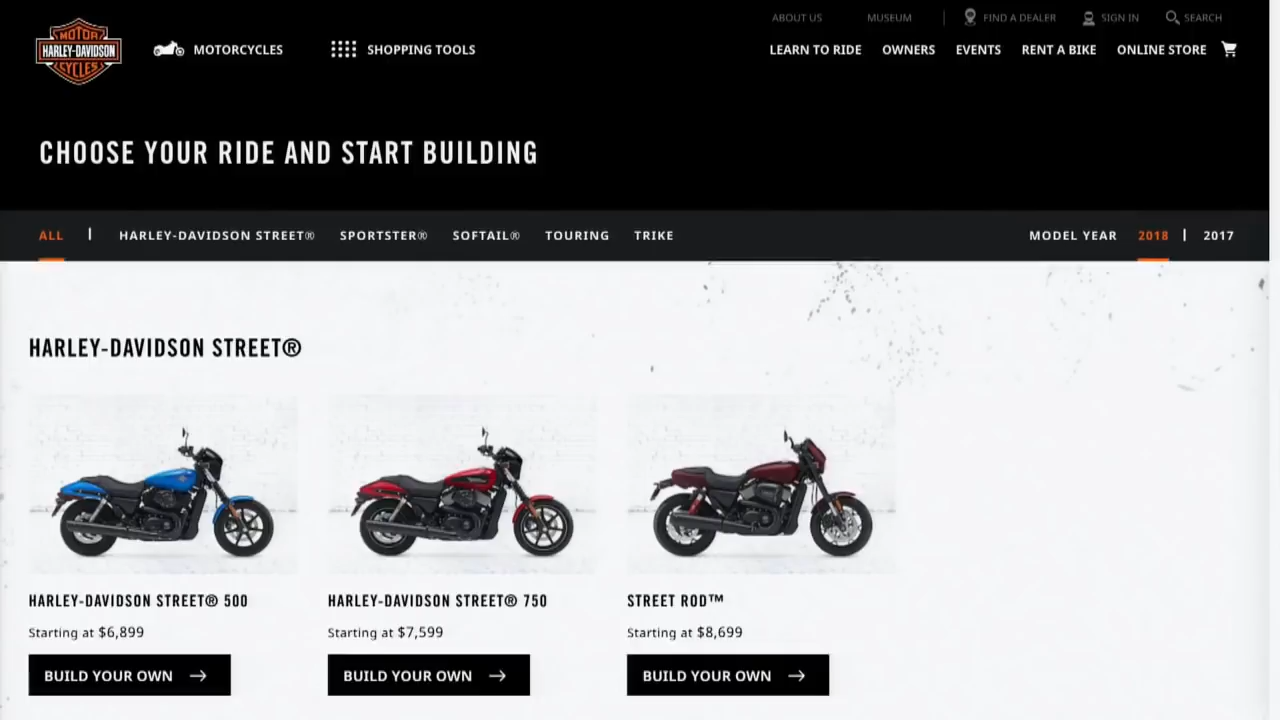 ABOUT US MUSEUM FIND A DEALER SIGN IN SEARCH
MOTOR
HARLEY-DAVIDSON
CYCLES
MOTORCYCLES SHOPPING TOOLS LEARN TO RIDE OWNERS EVENTS RENT A BIKE ONLINE STORE
CHOOSE YOUR RIDE AND START BUILDING
ALL | HARLEY-DAVIDSON STREET® SPORTSTER® SOFTAIL® TOURING TRIKE MODEL YEAR 2018 | 2017
HARLEY-DAVIDSON STREET®
HARLEY-DAVIDSON STREET® 500 HARLEY-DAVIDSON STREET® 750 STREET ROD™
Starting at $6,899 Starting at $7,599 Starting at $8,699
BUILD YOUR OWN → BUILD YOUR OWN → BUILD YOUR OWN →